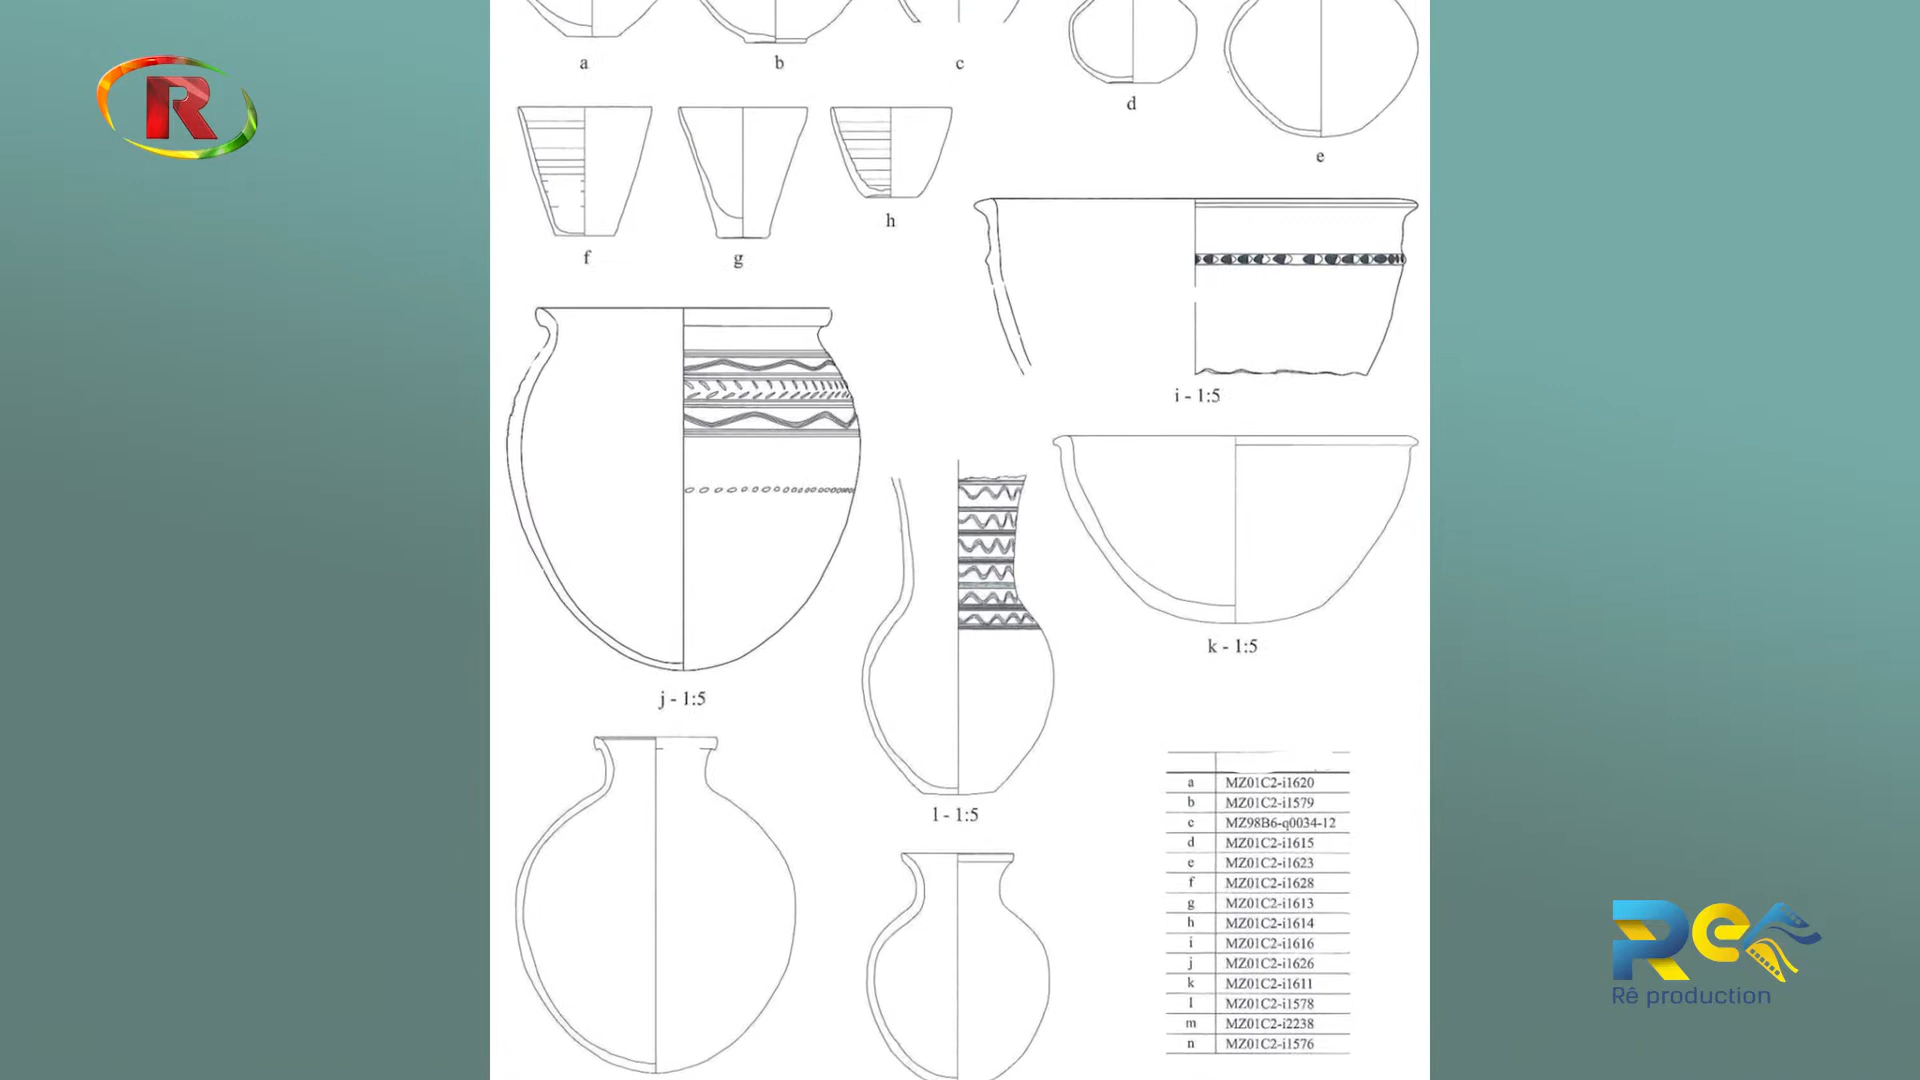 R
a
b
c
d
e
f
g
h
i - 1:5
j - 1:5
k - 1:5
l - 1:5
a MZ01C2-i1620
b MZ01C2-i1579
c MZ98B6-q0034-12
d MZ01C2-i1615
e MZ01C2-i1623
f MZ01C2-i1628
g MZ01C2-i1613
h MZ01C2-i1614
i MZ01C2-i1616
j MZ01C2-i1626
k MZ01C2-i1611
l MZ01C2-i1578
m MZ01C2-i2238
n MZ01C2-i1576
Re
Rê production